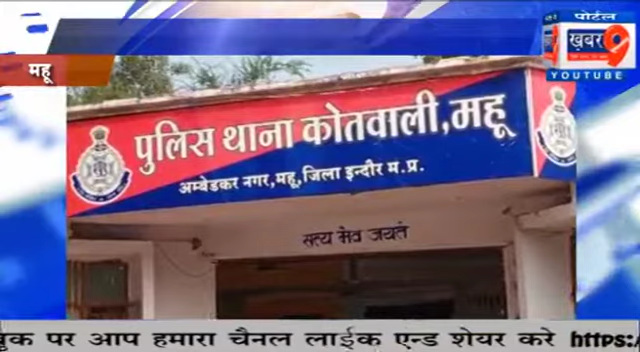 पोर्टल
ख़बर 9
YOUTUBE
महू
पुलिस थाना कोतवाली, महू
अम्बेडकर नगर, महू, जिला इन्दौर म.प्र.
सत्य मेव जयते
बुक पर आप हमारा चैनल लाईक एन्ड शेयर करे https:/